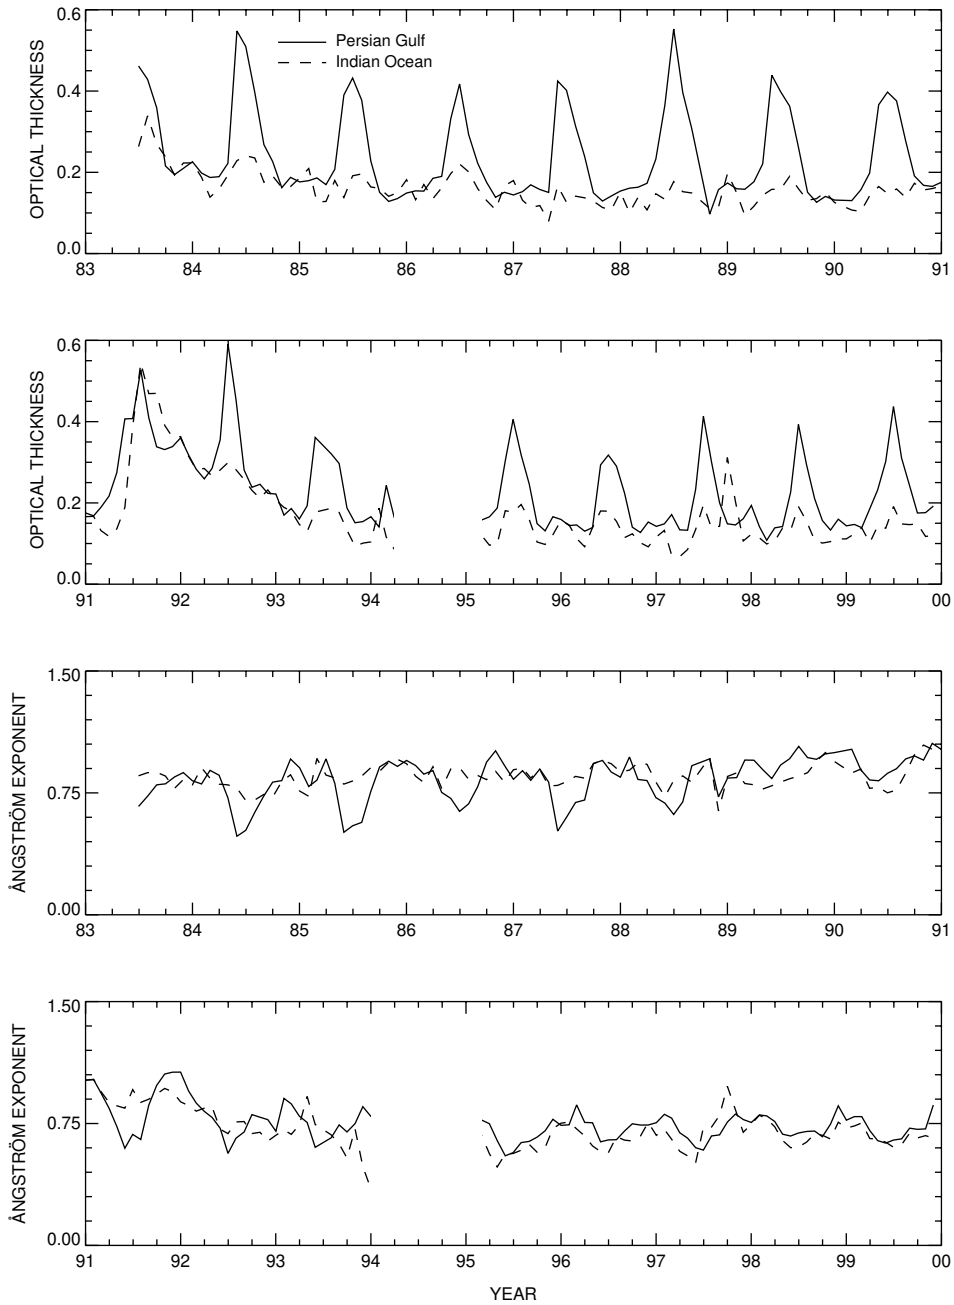 0.6
0.4
0.2
0.0
OPTICAL THICKNESS
Persian Gulf
Indian Ocean
83 84 85 86 87 88 89 90 91
0.6
0.4
0.2
0.0
OPTICAL THICKNESS
91 92 93 94 95 96 97 98 99 00
1.50
0.75
0.00
ÅNGSTRÖM EXPONENT
83 84 85 86 87 88 89 90 91
1.50
0.75
0.00
ÅNGSTRÖM EXPONENT
91 92 93 94 95 96 97 98 99 00
YEAR